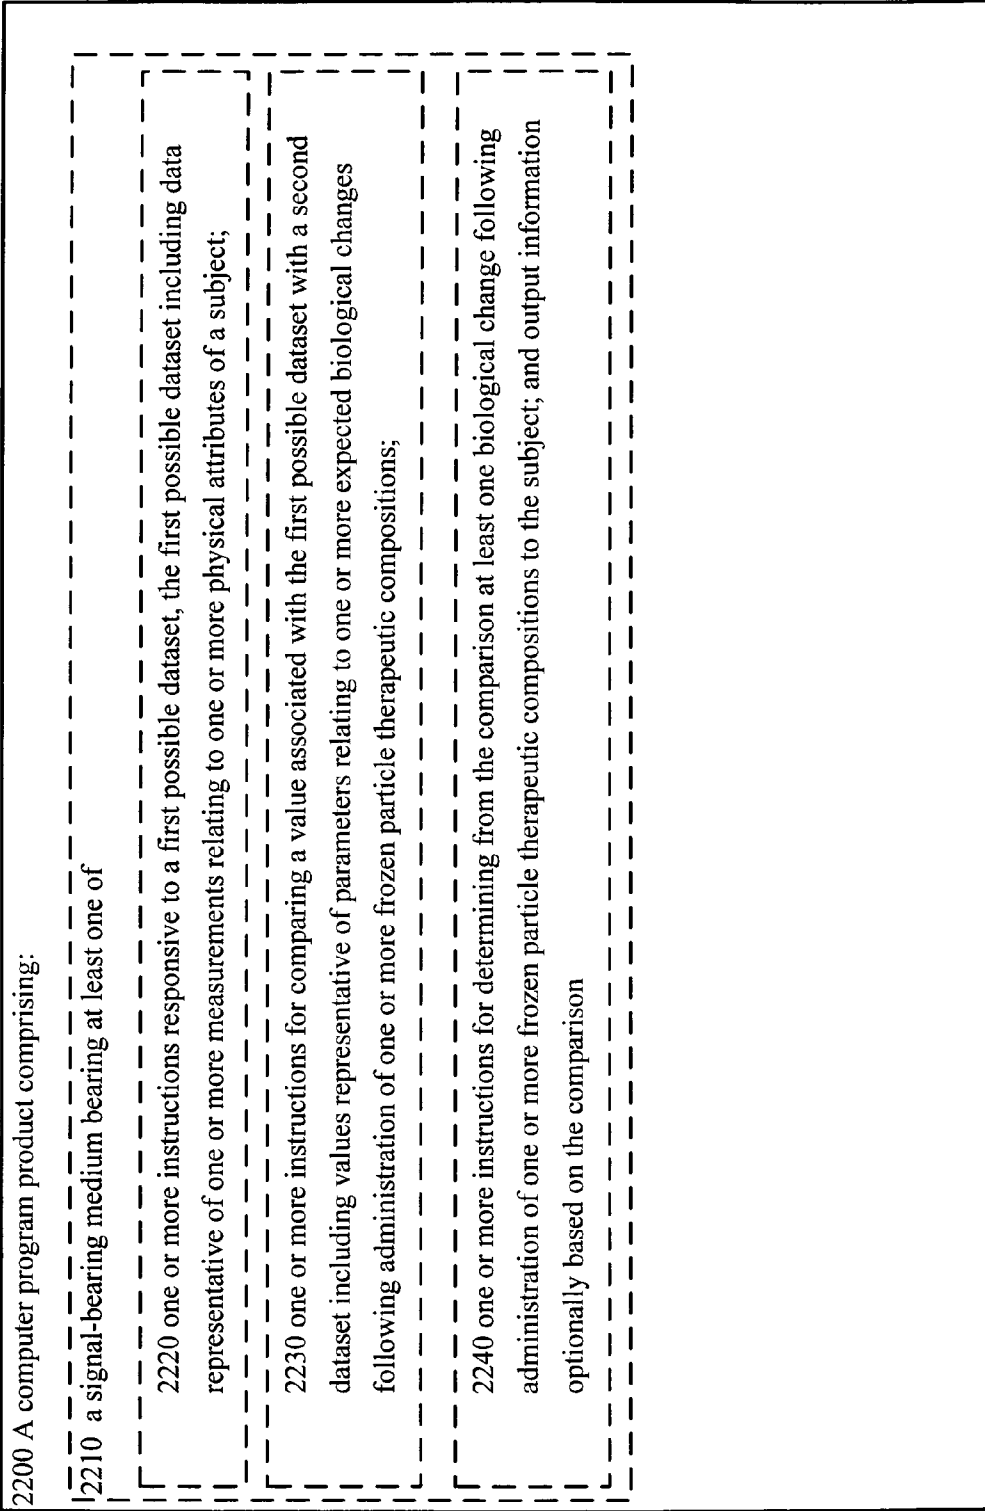 2200 A computer program product comprising:
2210 a signal-bearing medium bearing at least one of
2220 one or more instructions responsive to a first possible dataset, the first possible dataset including data
representative of one or more measurements relating to one or more physical attributes of a subject;
2230 one or more instructions for comparing a value associated with the first possible dataset with a second
dataset including values representative of parameters relating to one or more expected biological changes
following administration of one or more frozen particle therapeutic compositions;
2240 one or more instructions for determining from the comparison at least one biological change following
administration of one or more frozen particle therapeutic compositions to the subject; and output information
optionally based on the comparison